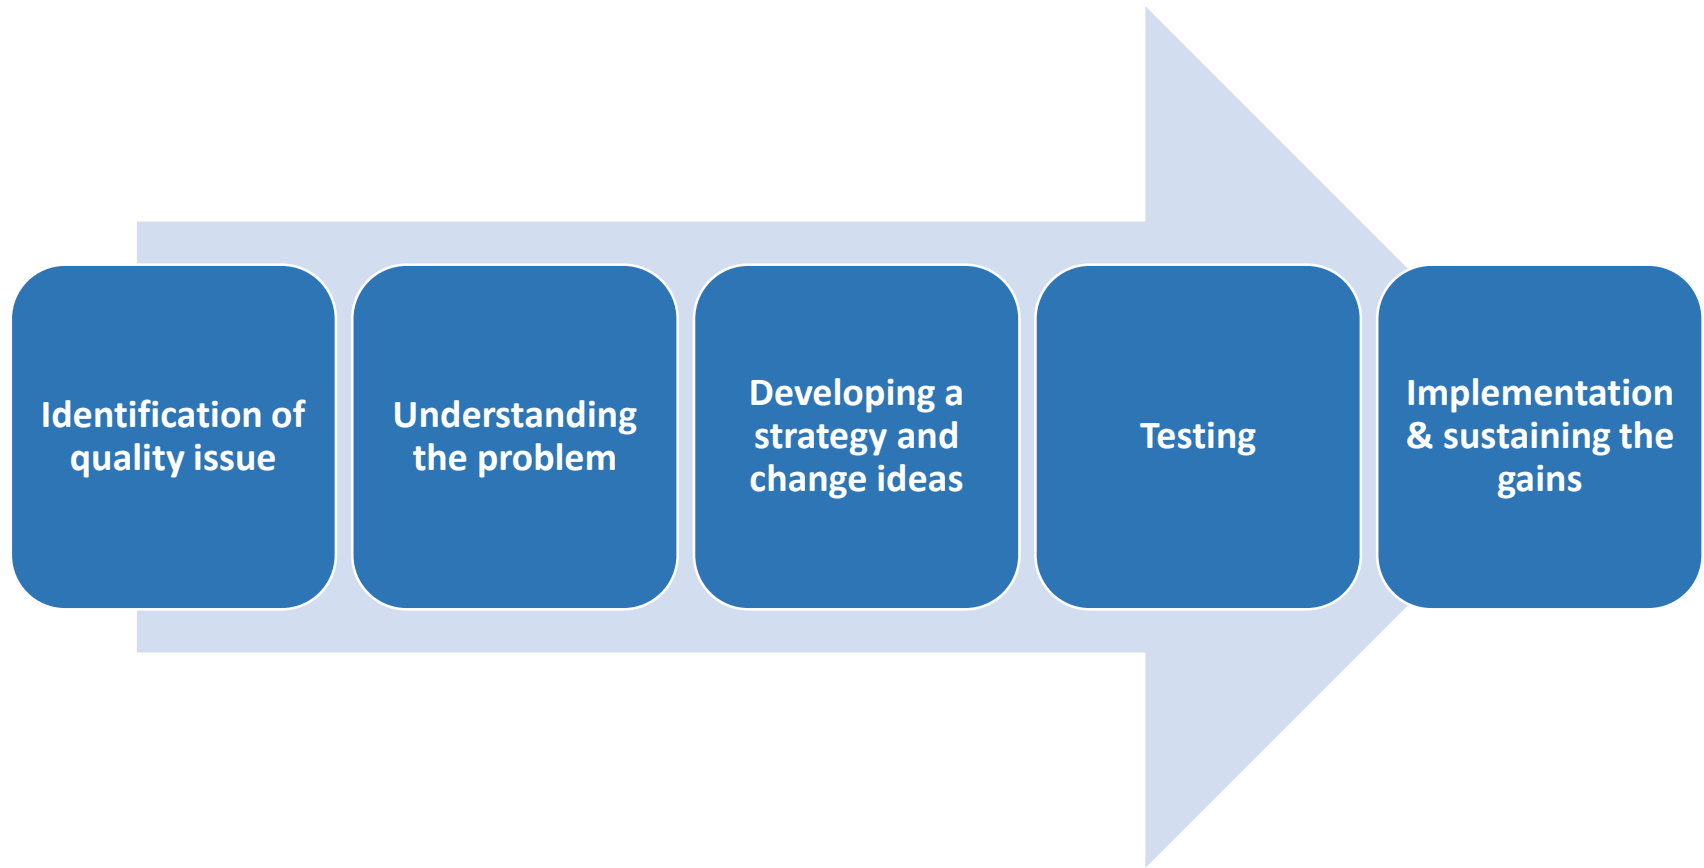 Identification of
quality issue
Understanding
the problem
Developing a
strategy and
change ideas
Testing
Implementation
& sustaining the
gains